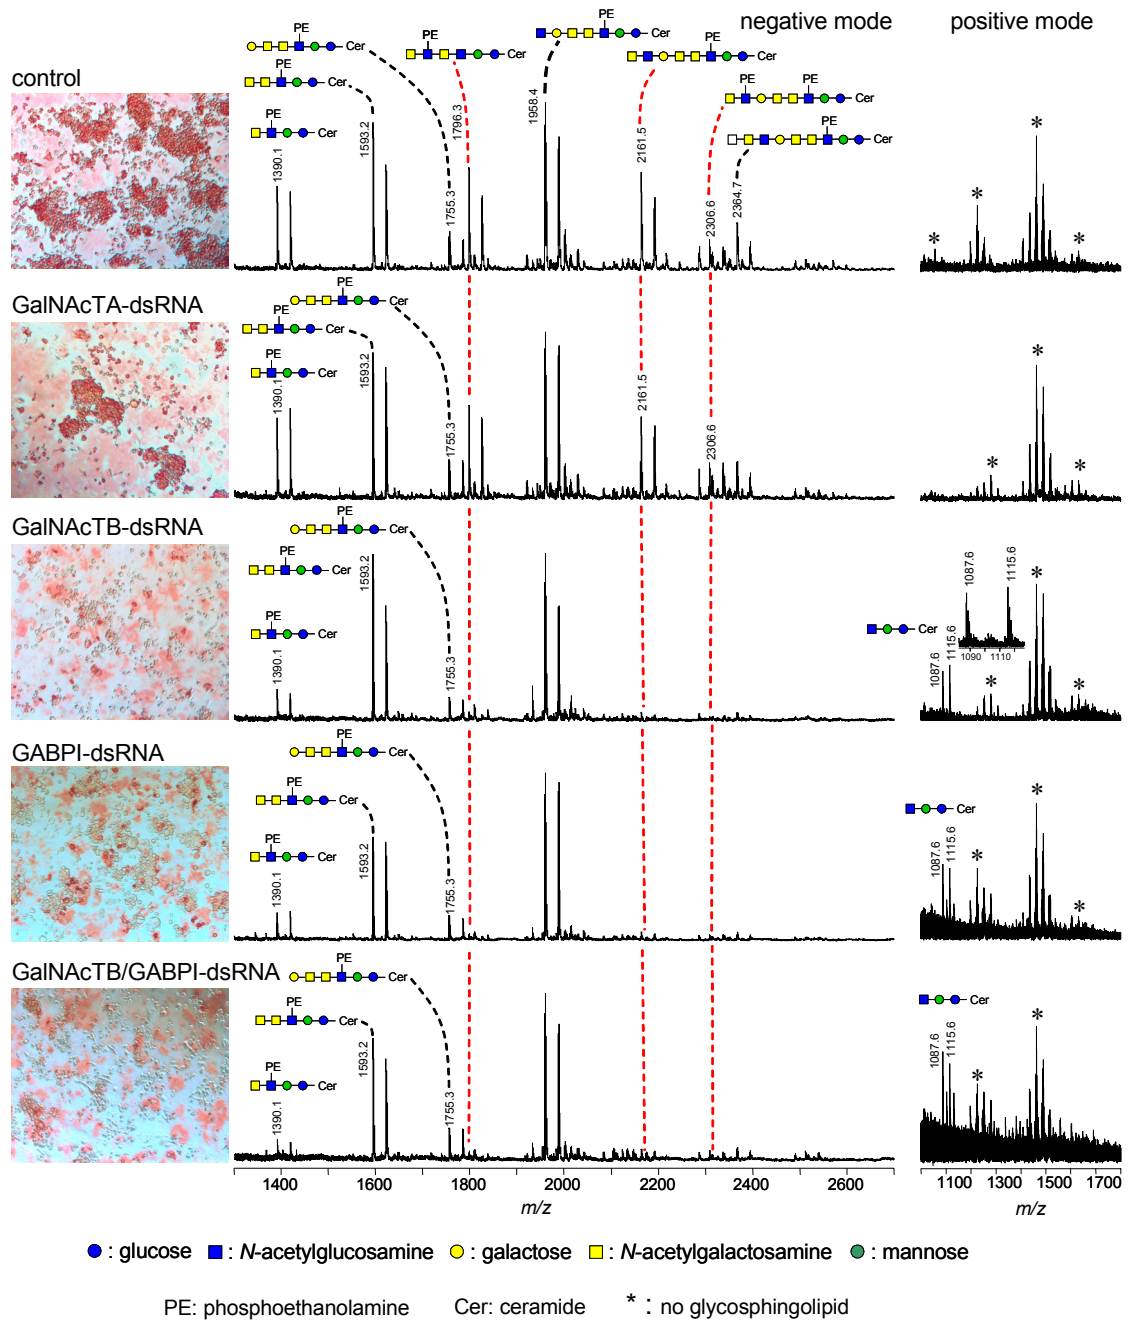 negative mode
positive mode
control
PE
Cer
PE
Cer
PE
Cer
PE
Cer
PE
Cer
PE
Cer
PE PE
Cer
PE
Cer
1390.1
1593.2
1755.3
1796.3
1958.4
2161.5
2306.6
2364.7
* * * *
GalNAcTA-dsRNA
PE
Cer
PE
Cer
PE
Cer
1390.1
1593.2
1755.3
2161.5
2306.6
* * *
GalNAcTB-dsRNA
PE
Cer
PE
Cer
PE
Cer
1390.1
1593.2
1755.3
Cer
1087.6
1115.6
1087.6
1115.6
1090 1110
* * *
GABPI-dsRNA
PE
Cer
PE
Cer
PE
Cer
1390.1
1593.2
1755.3
Cer
1087.6
1115.6
* * *
GalNAcTB/GABPI-dsRNA
PE
Cer
PE
Cer
PE
Cer
1390.1
1593.2
1755.3
Cer
1087.6
1115.6
* *
1400 1600 1800 2000 2200 2400 2600
m/z
1100 1300 1500 1700
m/z
: glucose : N-acetylglucosamine : galactose : N-acetylgalactosamine : mannose
PE: phosphoethanolamine Cer: ceramide * : no glycosphingolipid